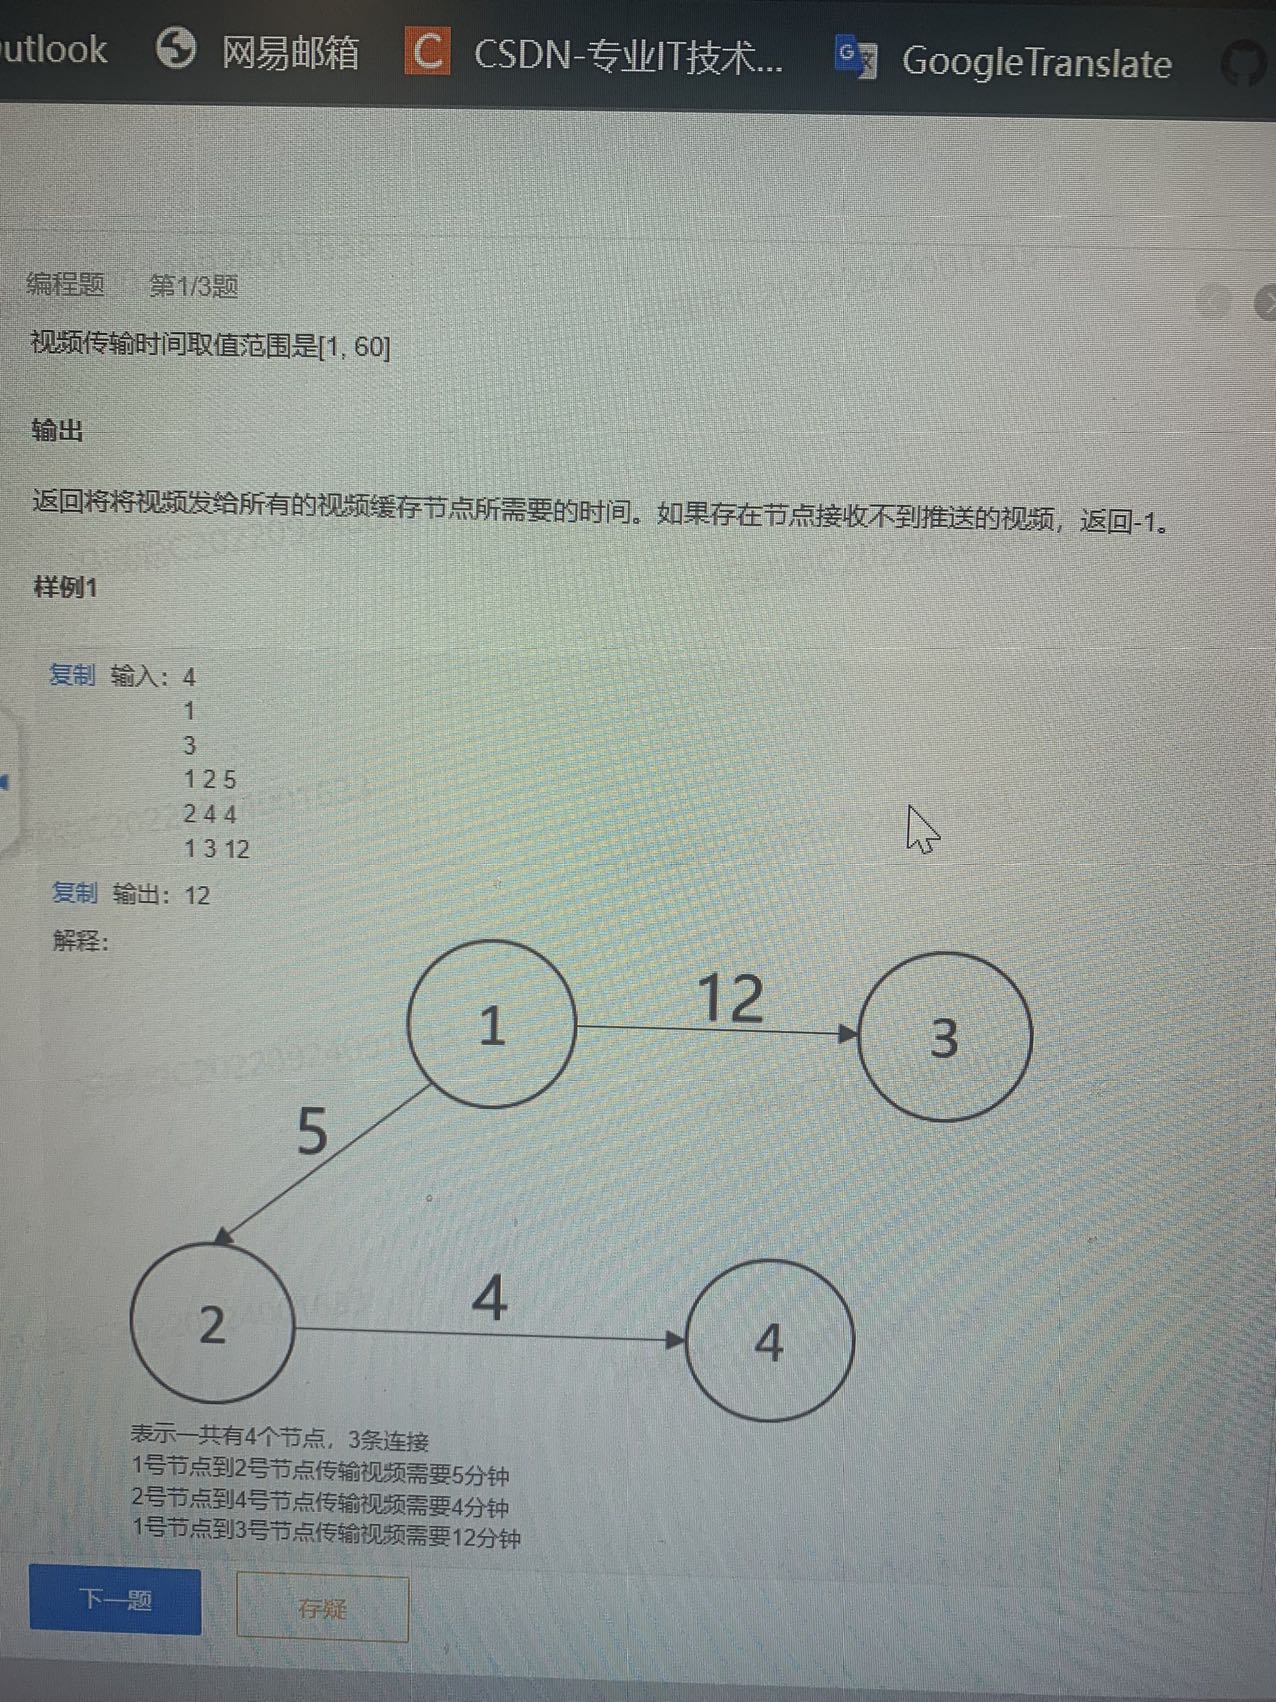 utlook 网易邮箱 C CSDN-专业IT技术... G GoogleTranslate
编程题 第1/3题
视频传输时间取值范围是[1, 60]
输出
返回将将视频发给所有的视频缓存节点所需要的时间。如果存在节点接收不到推送的视频，返回-1。
样例1
复制 输入：4
1
3
1 2 5
2 4 4
1 3 12
复制 输出：12
解释：
1 12 3
5
2 4 4
表示一共有4个节点，3条连接
1号节点到2号节点传输视频需要5分钟
2号节点到4号节点传输视频需要4分钟
1号节点到3号节点传输视频需要12分钟
下一题 存疑